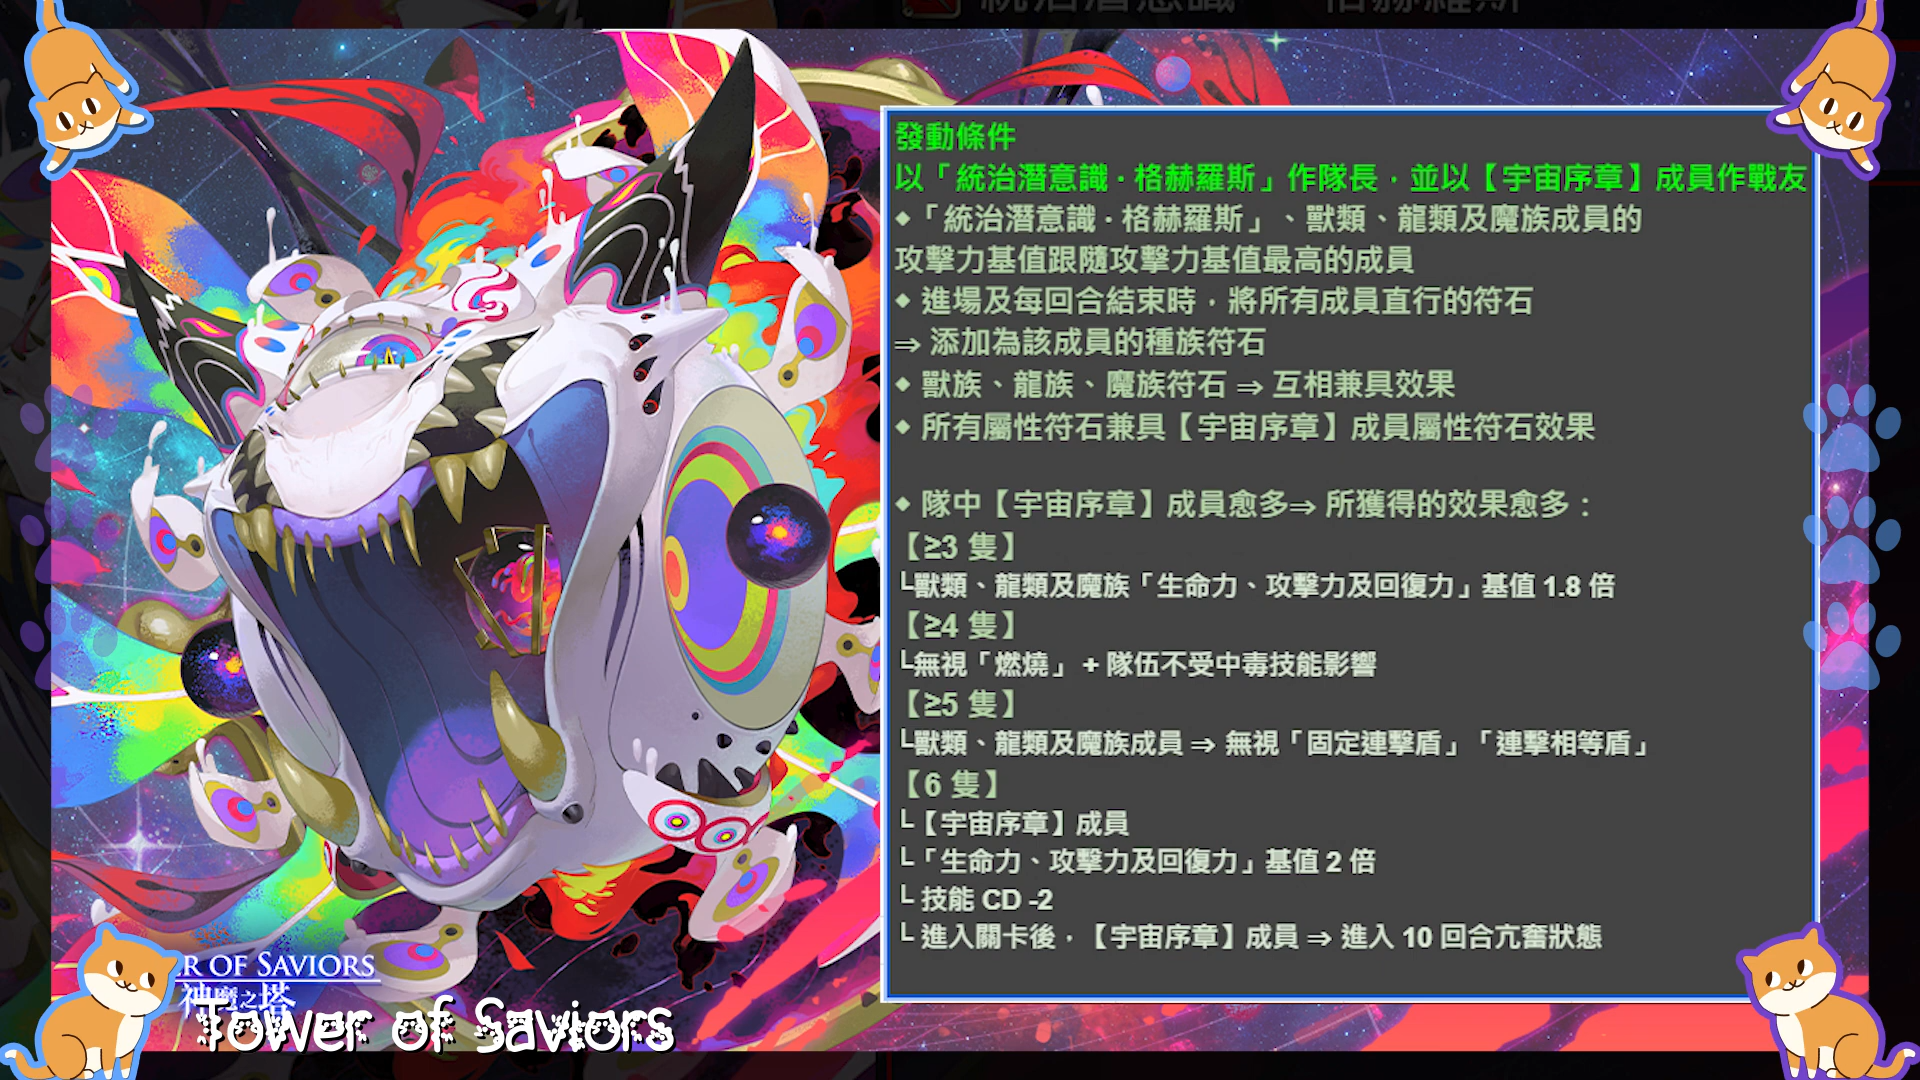 統治潛意識 格赫羅斯
發動條件
以「統治潛意識·格赫羅斯」作隊長,並以【宇宙序章】成員作戰友
◆「統治潛意識·格赫羅斯」、獸類、龍類及魔族成員的
攻擊力基值跟隨攻擊力基值最高的成員
◆ 進場及每回合結束時,將所有成員直行的符石
⇒ 添加為該成員的種族符石
◆ 獸族、龍族、魔族符石 ⇒ 互相兼具效果
◆ 所有屬性符石兼具【宇宙序章】成員屬性符石效果
◆ 隊中【宇宙序章】成員愈多⇒ 所獲得的效果愈多：
【≥3 隻】
└獸類、龍類及魔族「生命力、攻擊力及回復力」基值 1.8 倍
【≥4 隻】
└無視「燃燒」 + 隊伍不受中毒技能影響
【≥5 隻】
└獸類、龍類及魔族成員 ⇒ 無視「固定連擊盾」「連擊相等盾」
【6 隻】
└【宇宙序章】成員
└「生命力、攻擊力及回復力」基值 2 倍
└ 技能 CD -2
└ 進入關卡後,【宇宙序章】成員 ⇒ 進入 10 回合亢奮狀態
R OF SAVIORS
神魔之塔
Tower of Saviors